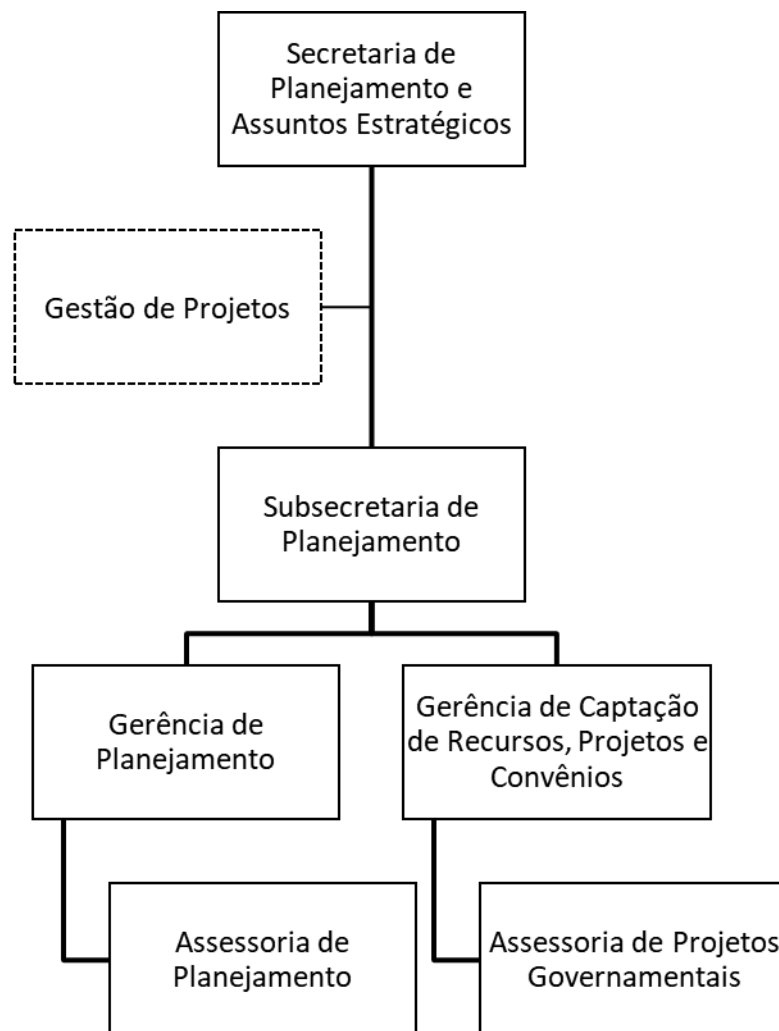 Secretaria de
Planejamento e
Assuntos Estratégicos
Gestão de Projetos
Subsecretaria de
Planejamento
Gerência de
Planejamento
Gerência de Captação
de Recursos, Projetos e
Convênios
Assessoria de
Planejamento
Assessoria de Projetos
Governamentais